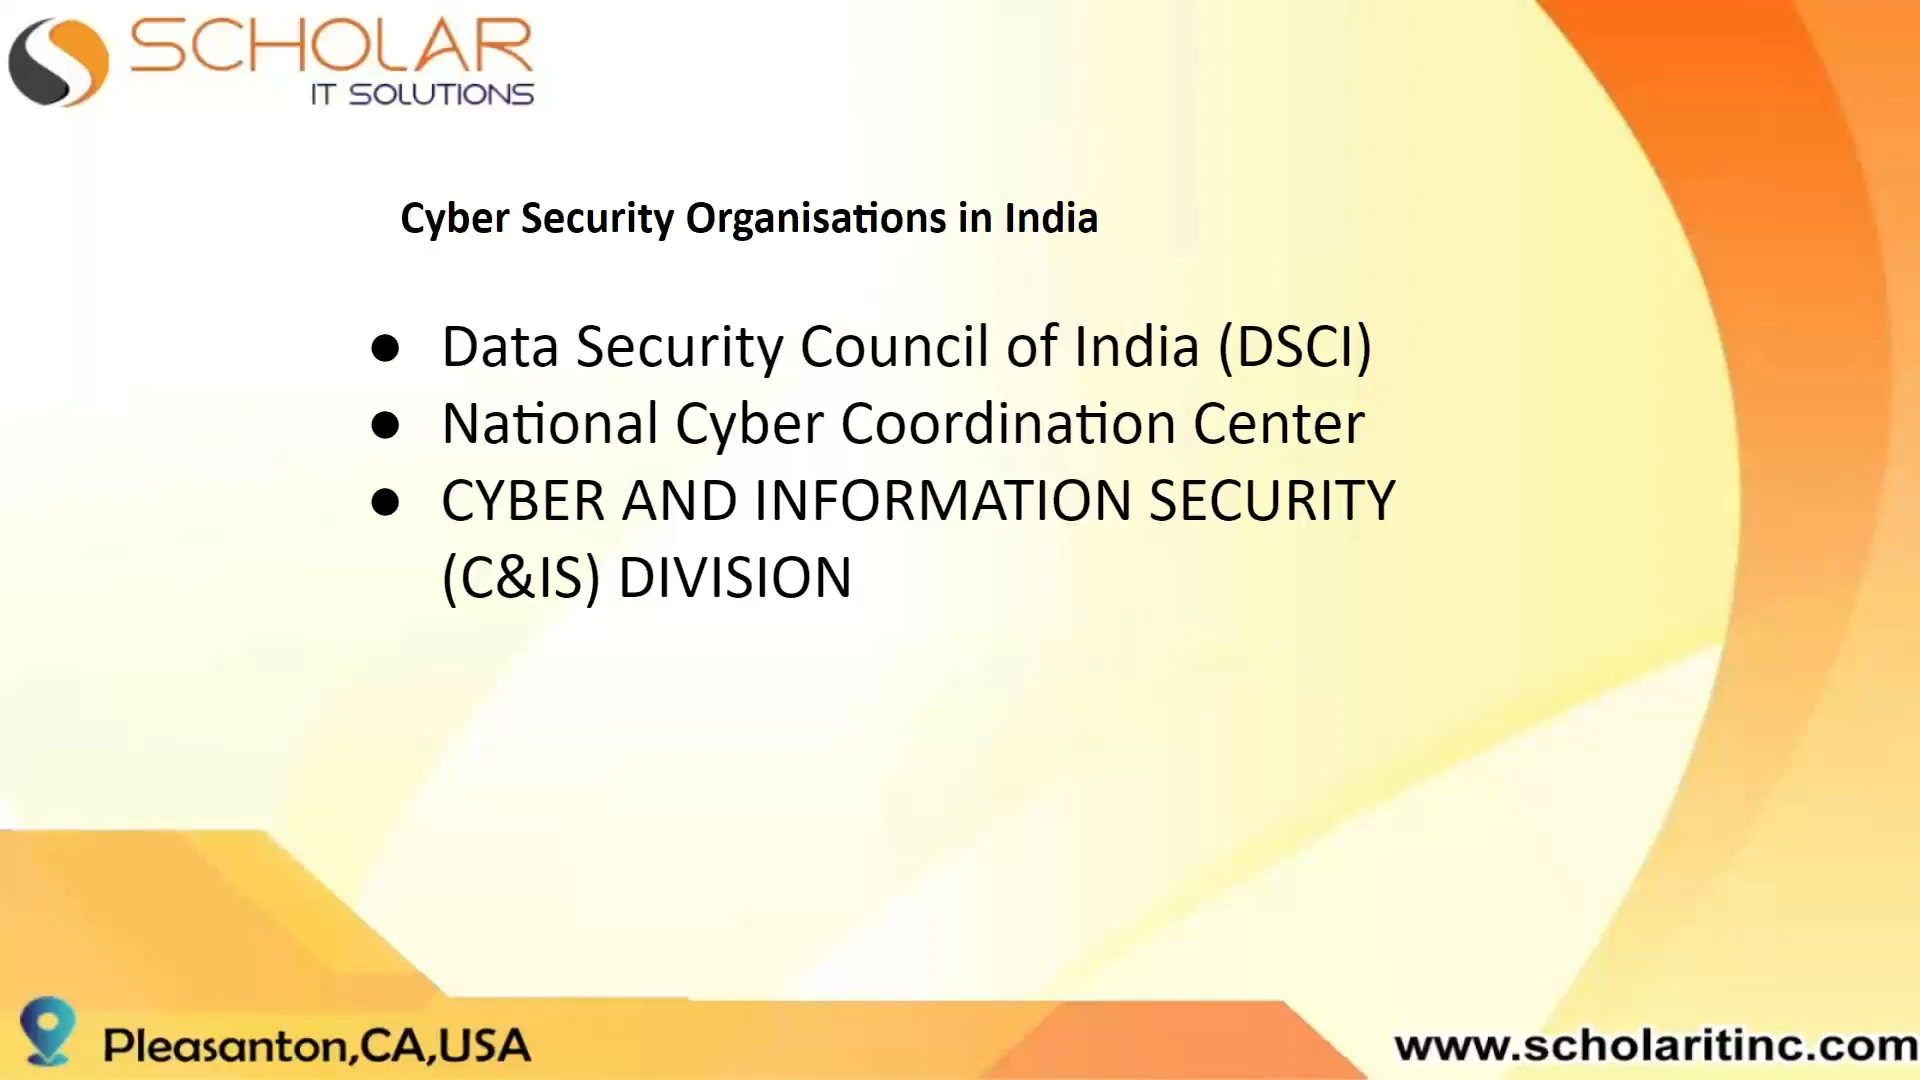 SCHOLAR
IT SOLUTIONS
Cyber Security Organisations in India
● Data Security Council of India (DSCI)
● National Cyber Coordination Center
● CYBER AND INFORMATION SECURITY
(C&IS) DIVISION
Pleasanton,CA,USA
www.scholaritinc.com